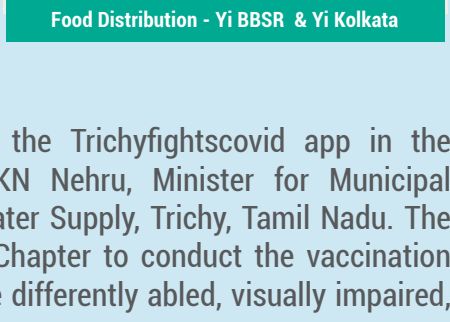 Food Distribution - Yi BBSR & Yi Kolkata
the Trichyfightscovid app in the
KN Nehru, Minister for Municipal
Supply, Trichy, Tamil Nadu. The
Chapter to conduct the vaccination
differently abled, visually impaired,